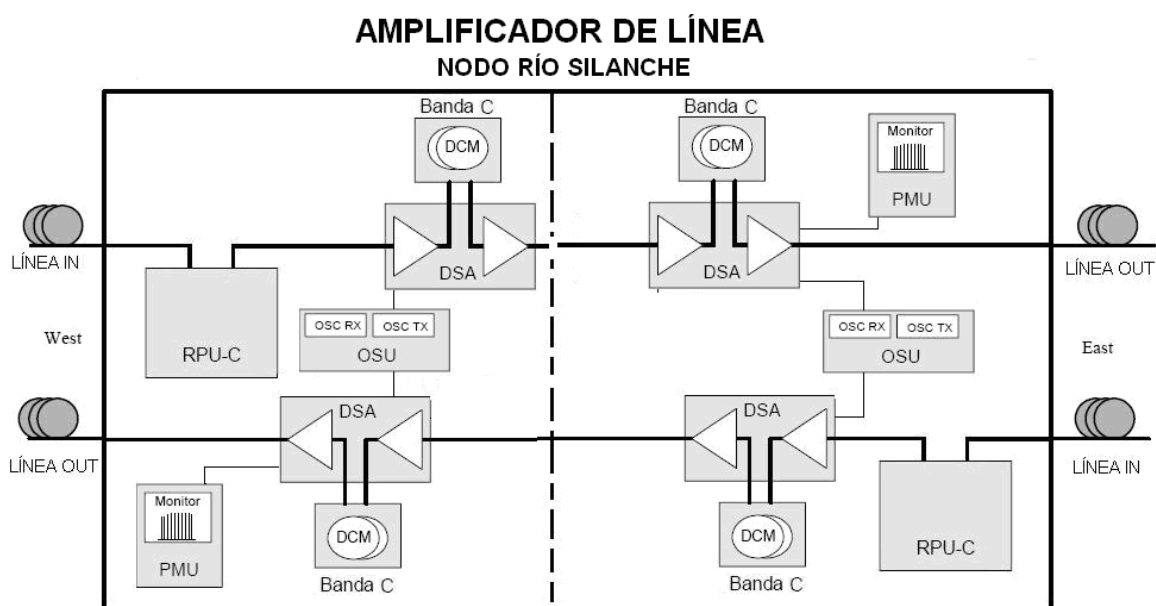 AMPLIFICADOR DE LÍNEA
NODO RÍO SILANCHE
Banda C
DCM
DSA
Banda C
DCM
DSA
Monitor
PMU
LÍNEA IN
LÍNEA OUT
RPU-C
OSC RX
OSC TX
OSU
OSC RX
OSC TX
OSU
West
East
DSA
DSA
LÍNEA OUT
LÍNEA IN
Monitor
PMU
DCM
Banda C
DCM
Banda C
RPU-C